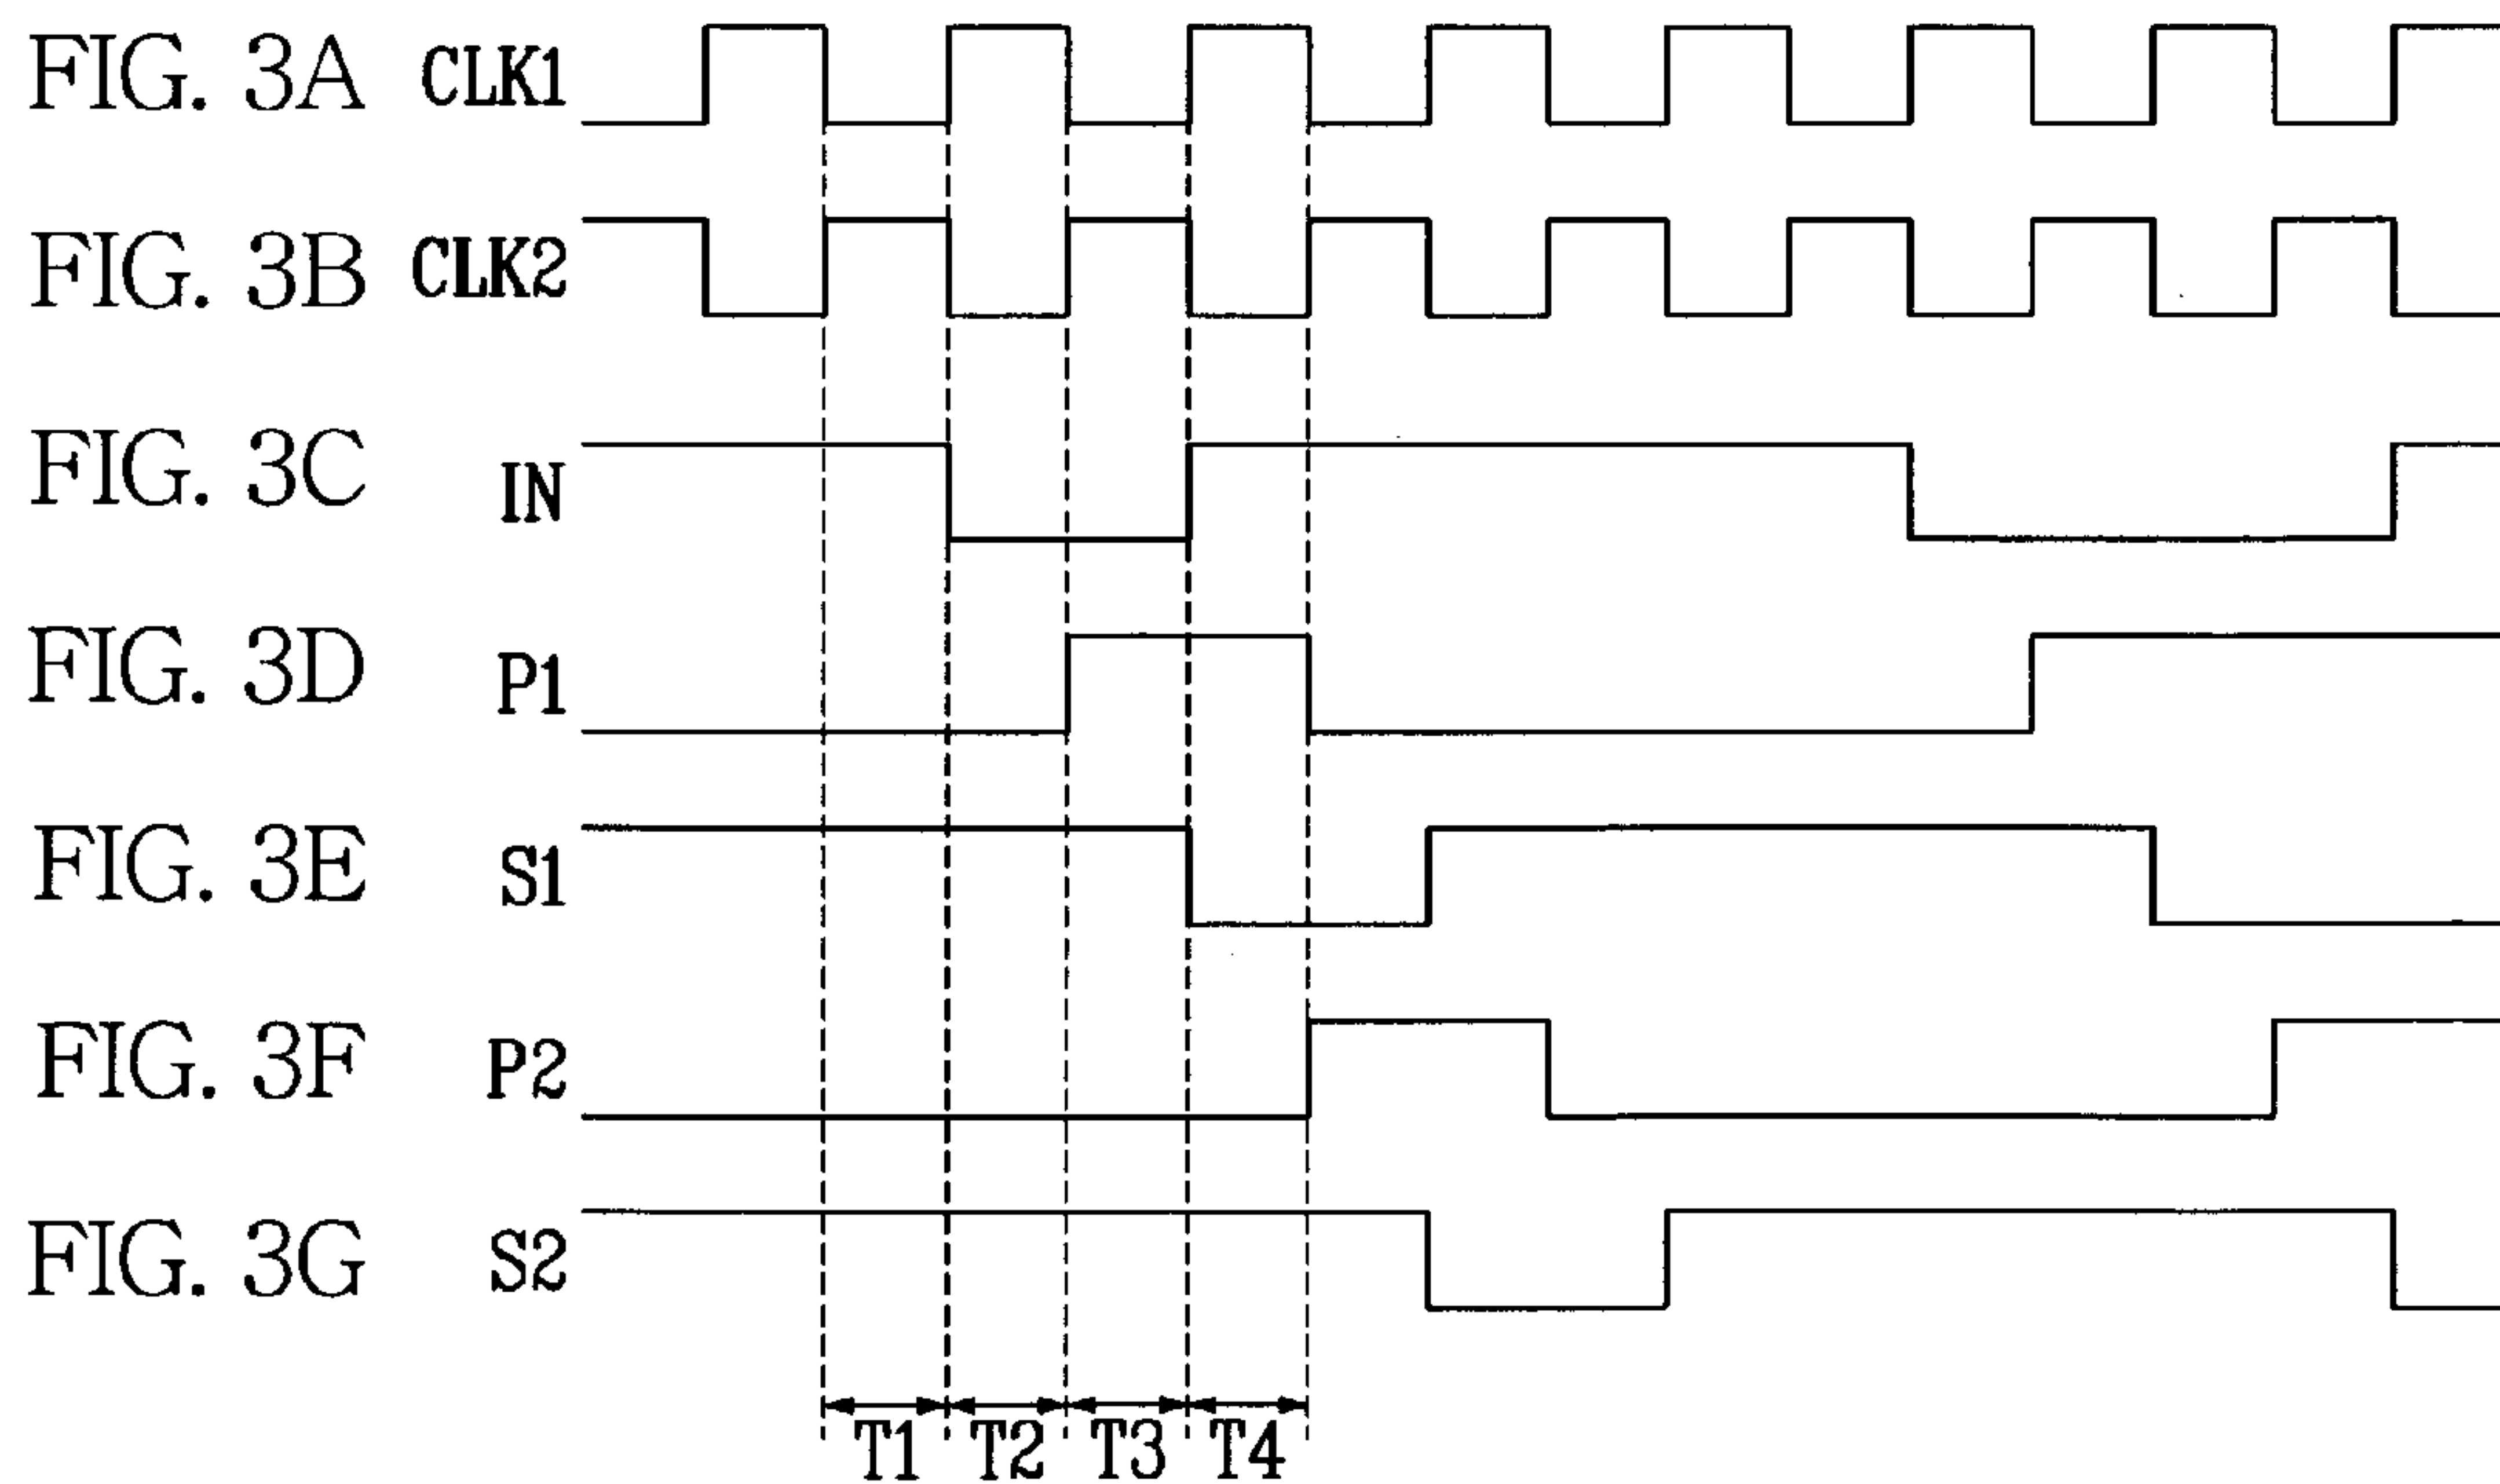 FIG. 3A CLK1
FIG. 3B CLK2
FIG. 3C IN
FIG. 3D P1
FIG. 3E S1
FIG. 3F P2
FIG. 3G S2
T1 T2 T3 T4